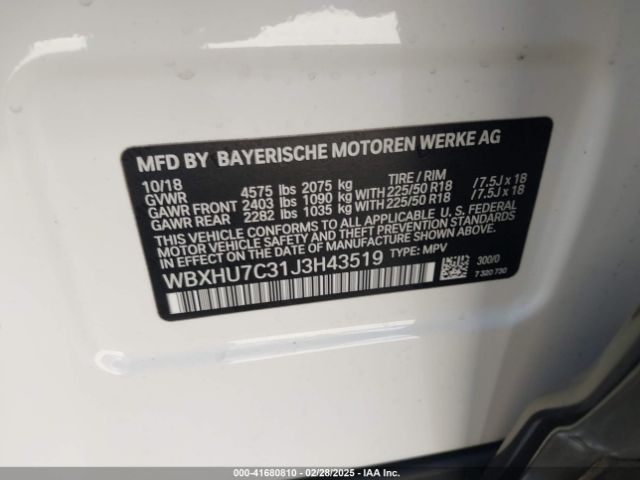 MFD BY BAYERISCHE MOTOREN WERKE AG
10/18 TIRE / RIM
GVWR 4575 lbs 2075 kg
GAWR FRONT 2403 lbs 1090 kg WITH 225/50 R18 / 7.5J x 18
GAWR REAR 2282 lbs 1035 kg WITH 225/50 R18 / 7.5J x 18
THIS VEHICLE CONFORMS TO ALL APPLICABLE U. S. FEDERAL
MOTOR VEHICLE SAFETY, BUMPER, AND THEFT PREVENTION STANDARDS
IN EFFECT ON THE DATE OF MANUFACTURE SHOWN ABOVE.
WBXHU7C31J3H43519 TYPE: MPV
300/0
7 320 730
000-41680810 | 02/28/2025 - IAA Inc.